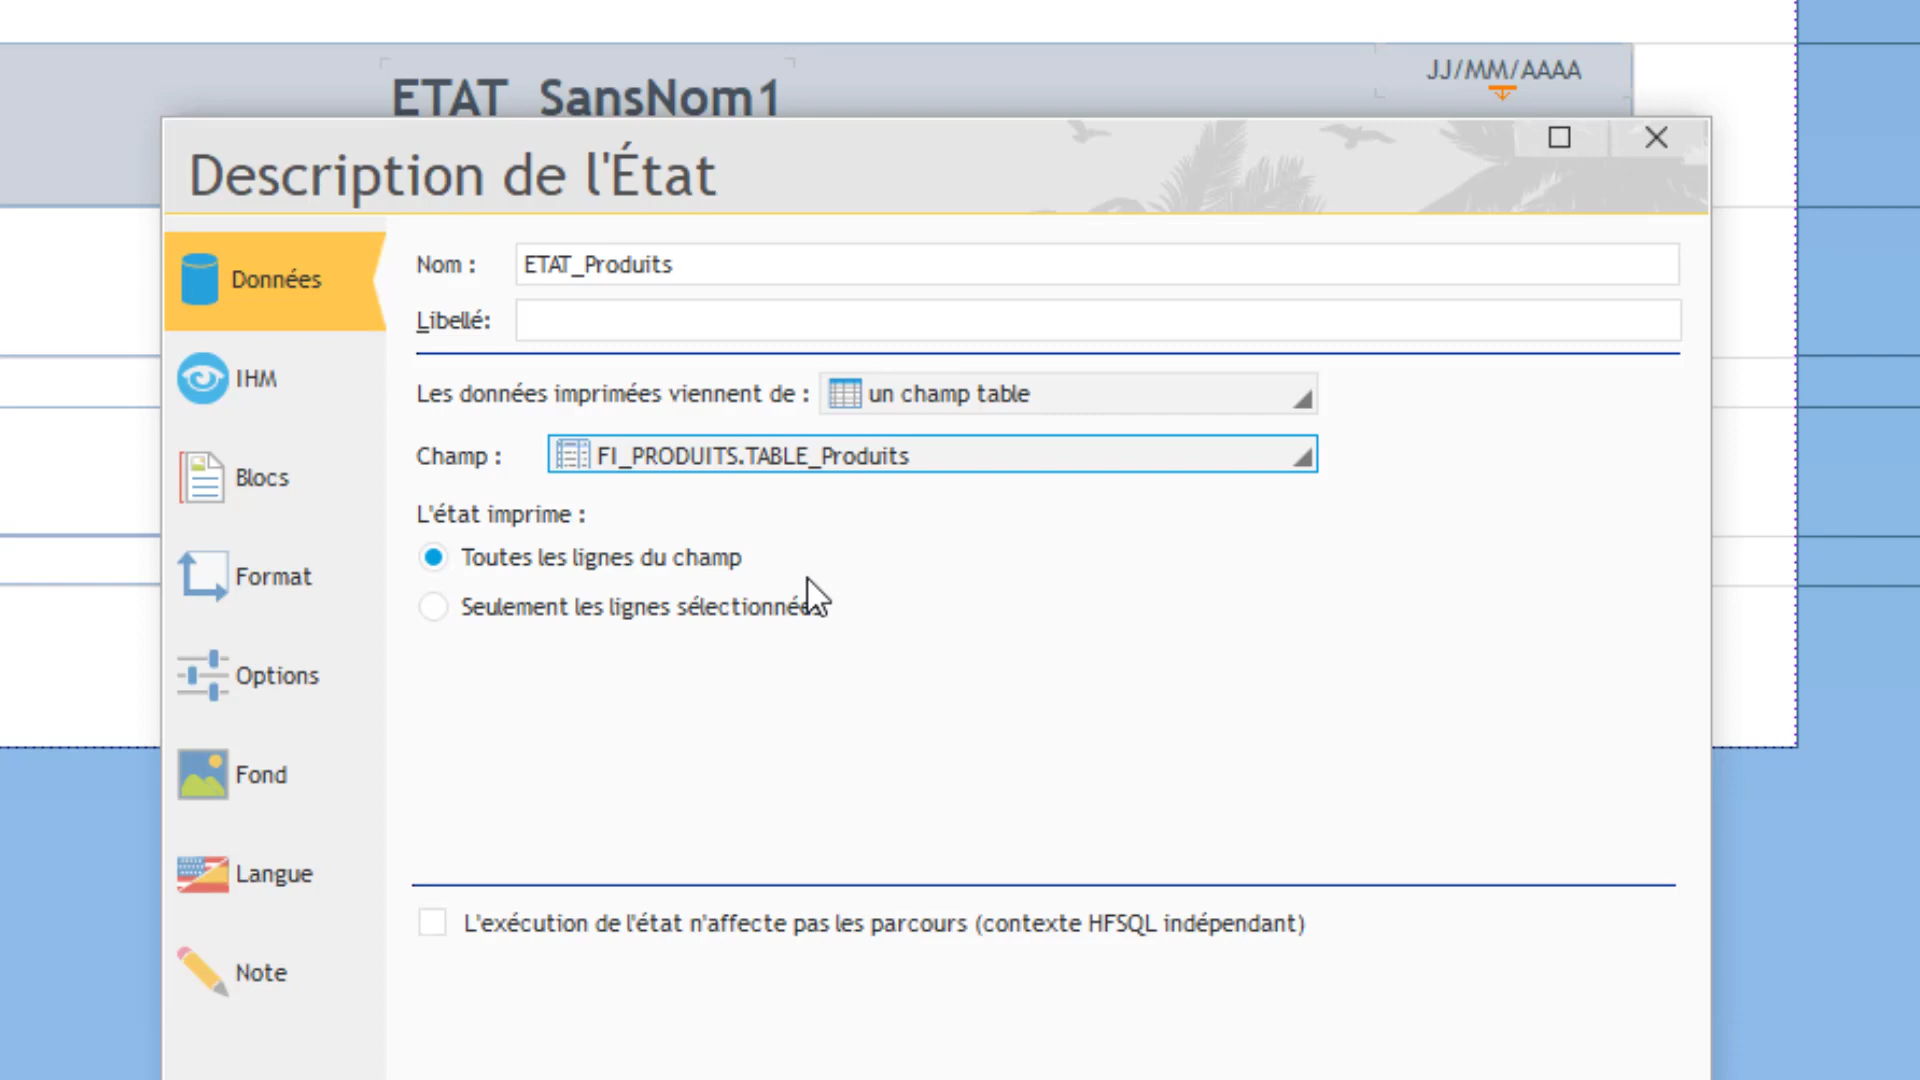 ETAT_SansNom1
JJ/MM/AAAA
Description de l'État
Données
IHM
Blocs
Format
Options
Fond
Langue
Note
Nom :
ETAT_Produits
Libellé:
Les données imprimées viennent de :
un champ table
Champ :
FI_PRODUITS.TABLE_Produits
L'état imprime :
Toutes les lignes du champ
Seulement les lignes sélectionnées
L'exécution de l'état n'affecte pas les parcours (contexte HFSQL indépendant)